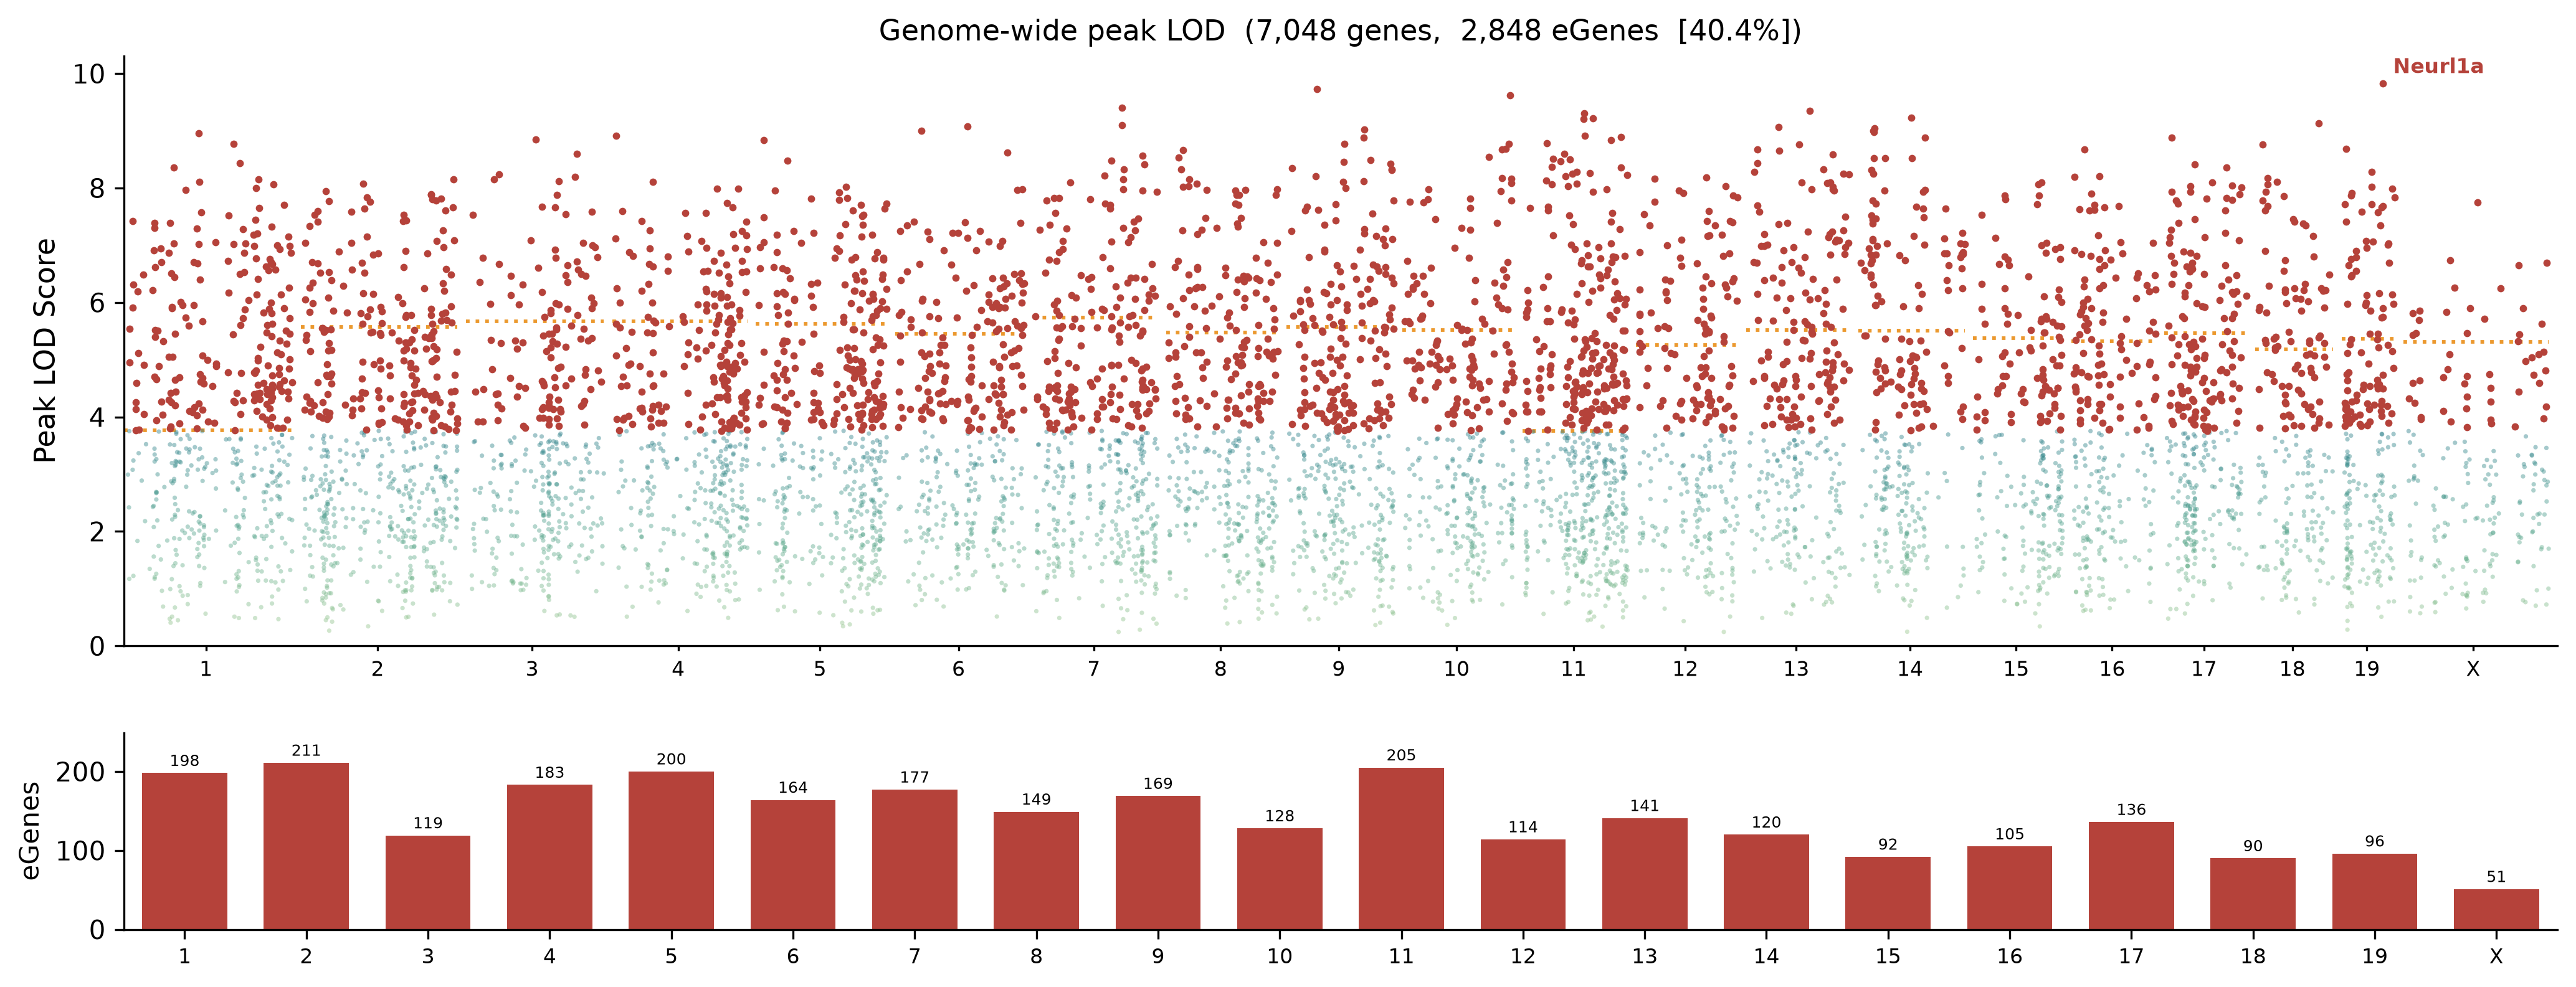 Genome-wide peak LOD (7,048 genes, 2,848 eGenes [40.4%])
Neurl1a
Peak LOD Score
10
8
6
4
2
0
1 2 3 4 5 6 7 8 9 10 11 12 13 14 15 16 17 18 19 X
eGenes
200
100
0
198 211 119 183 200 164 177 149 169 128 205 114 141 120 92 105 136 90 96 51
1 2 3 4 5 6 7 8 9 10 11 12 13 14 15 16 17 18 19 X